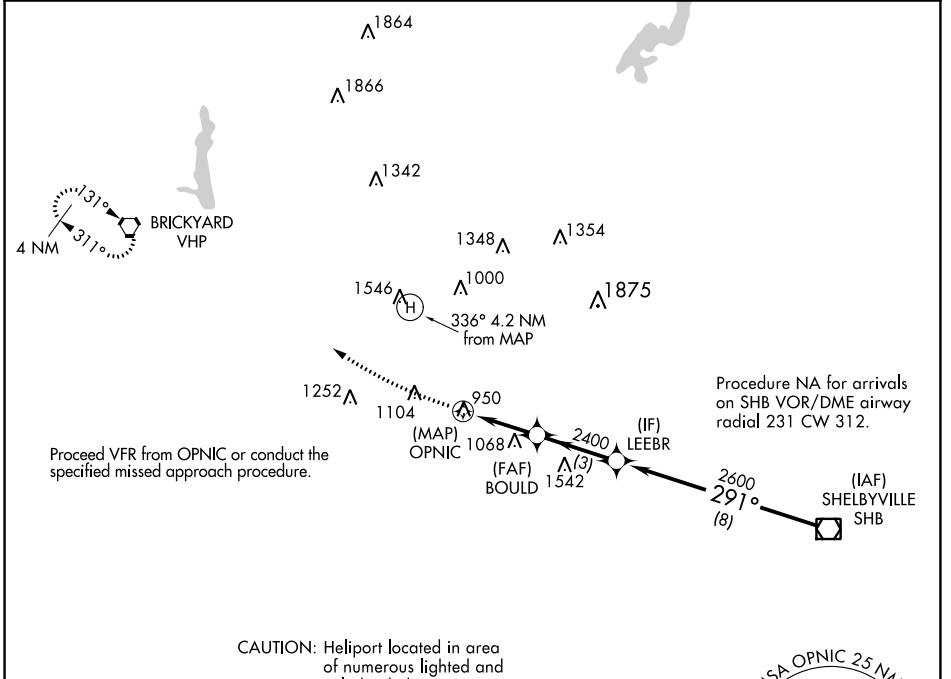 1864
1866
1342
131°
BRICKYARD
VHP
4 NM
311°
1348
1354
1546
1000
1875
H
336° 4.2 NM
from MAP
1252
1104
950
(MAP)
OPNIC
1068
2400
(IF)
LEEBR
Procedure NA for arrivals
on SHB VOR/DME airway
radial 231 CW 312.
Proceed VFR from OPNIC or conduct the
specified missed approach procedure.
(FAF)
BOULD
(3)
1542
2600
291°
(8)
(IAF)
SHELBYVILLE
SHB
CAUTION: Heliport located in area
of numerous lighted and
OPNIC 25